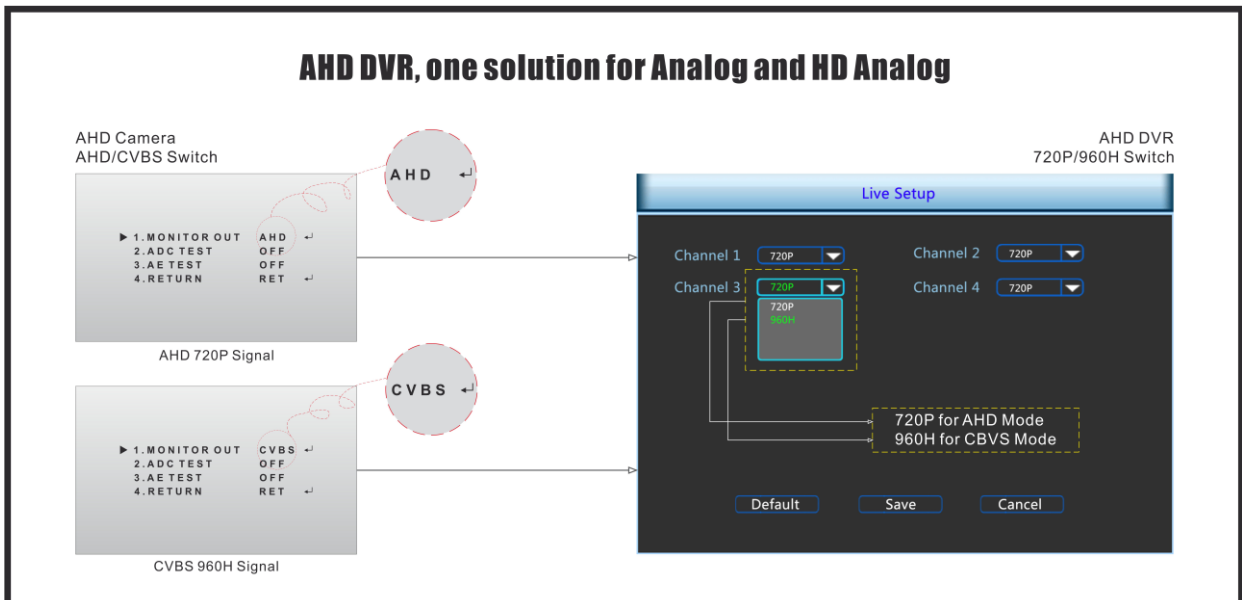 AHD DVR, one solution for Analog and HD Analog
AHD Camera
AHD/CVBS Switch
AHD ↵
▶ 1.MONITOR OUT AHD ↵
2.ADC TEST OFF
3.AE TEST OFF
4.RETURN RET ↵
AHD 720P Signal
CVBS ↵
▶ 1.MONITOR OUT CVBS ↵
2.ADC TEST OFF
3.AE TEST OFF
4.RETURN RET ↵
CVBS 960H Signal
AHD DVR
720P/960H Switch
Live Setup
Channel 1 720P
Channel 2 720P
Channel 3 720P
Channel 4 720P
720P
960H
720P for AHD Mode
960H for CBVS Mode
Default Save Cancel